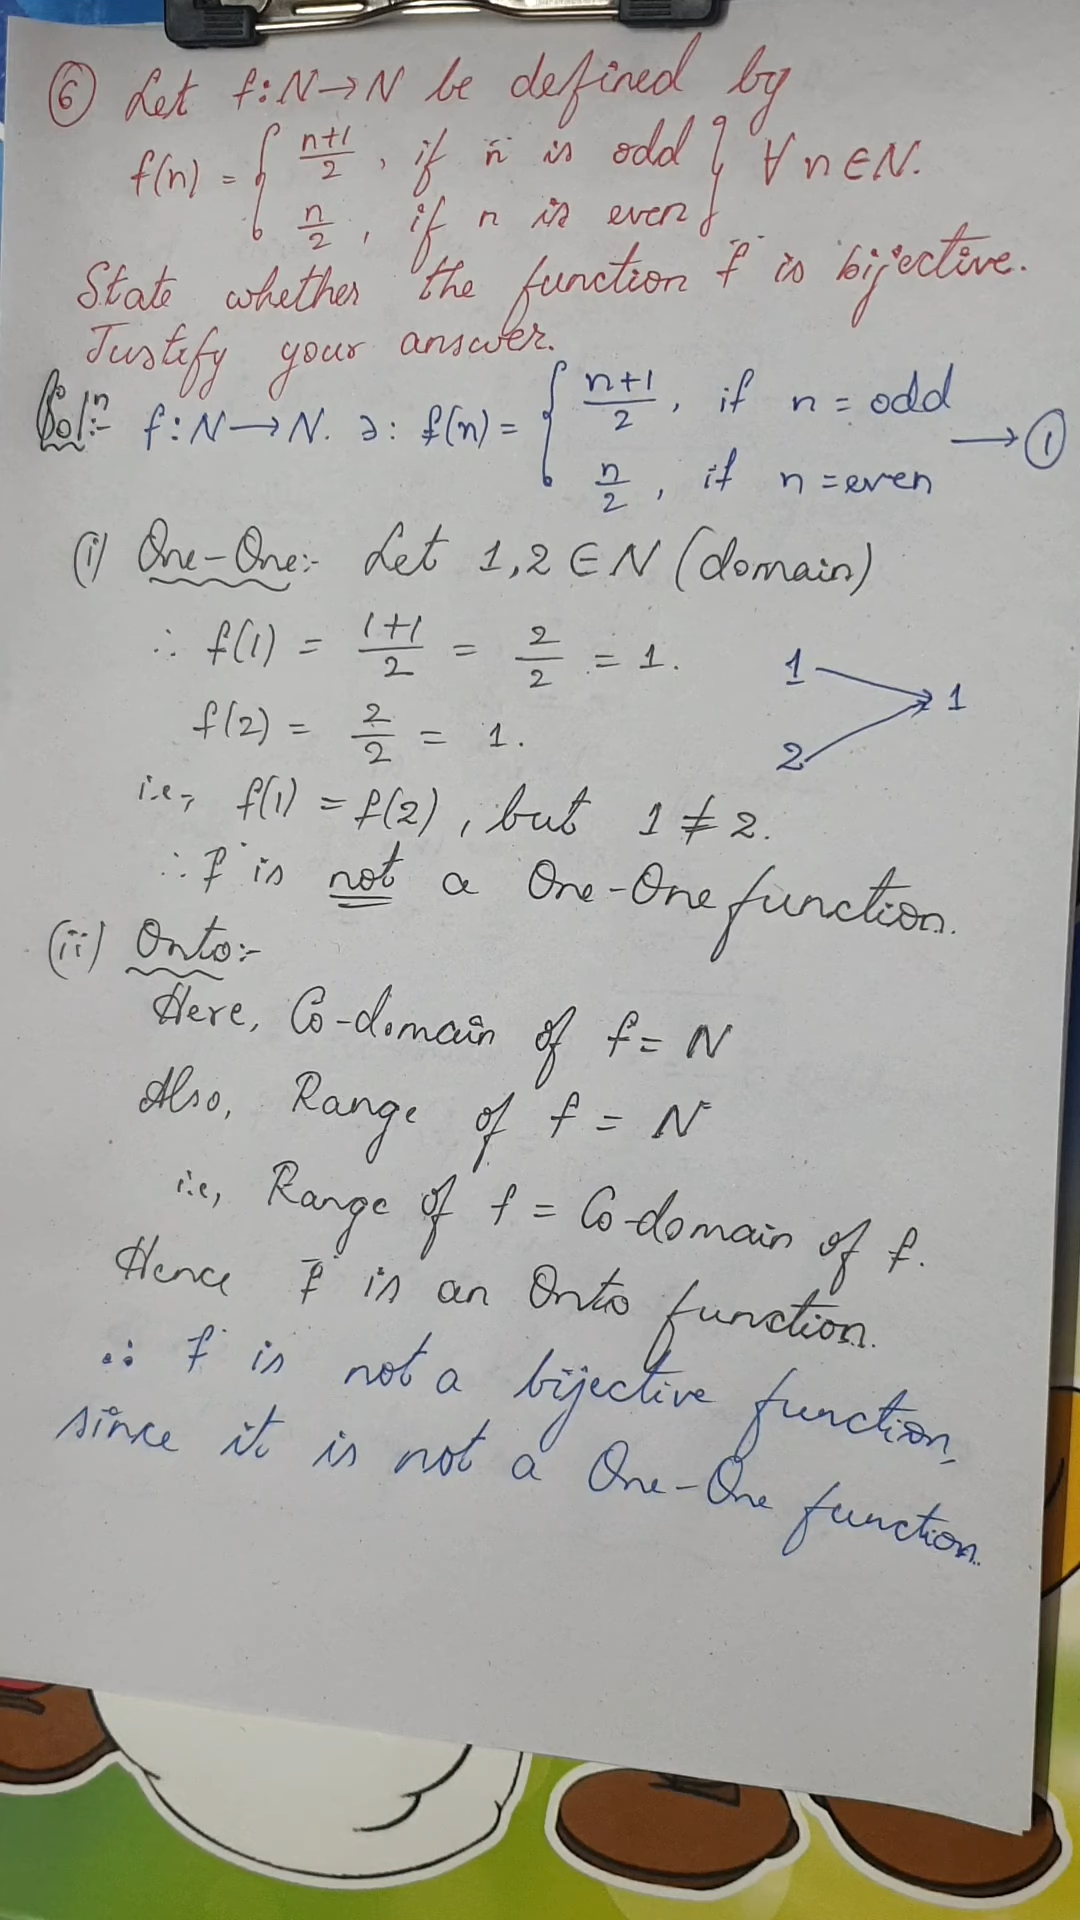 ⑥ Let f:N→N be defined by
f(n) = { n+1/2, if n is odd } ∀ n∈N.
n/2, if n is even
State whether the function f is bijective.
Justify your answer.
Solⁿ:- f:N→N. ∋: f(n) = { n+1/2, if n = odd
n/2, if n = even → ①
(i) One-One:- Let 1,2 ∈ N (domain)
∴ f(1) = 1+1/2 = 2/2 = 1.
f(2) = 2/2 = 1.
1 → 1
2
i.e., f(1) = f(2), but 1 ≠ 2.
∴ f is not a One-One function.
(ii) Onto:-
Here, Co-domain of f = N
Also, Range of f = N
i.e, Range of f = Co-domain of f.
Hence f is an Onto function.
∴ f is not a bijective function,
since it is not a One-One function.